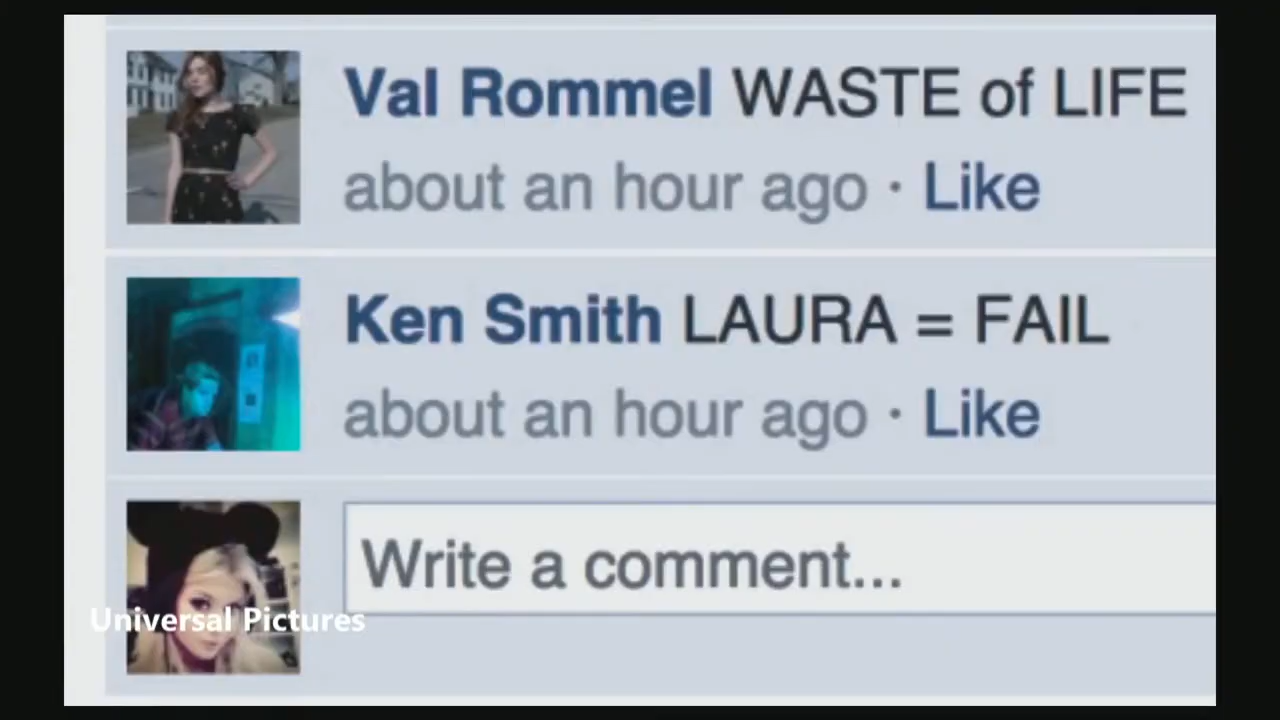 Val Rommel WASTE of LIFE
about an hour ago · Like
Ken Smith LAURA = FAIL
about an hour ago · Like
Write a comment...
Universal Pictures